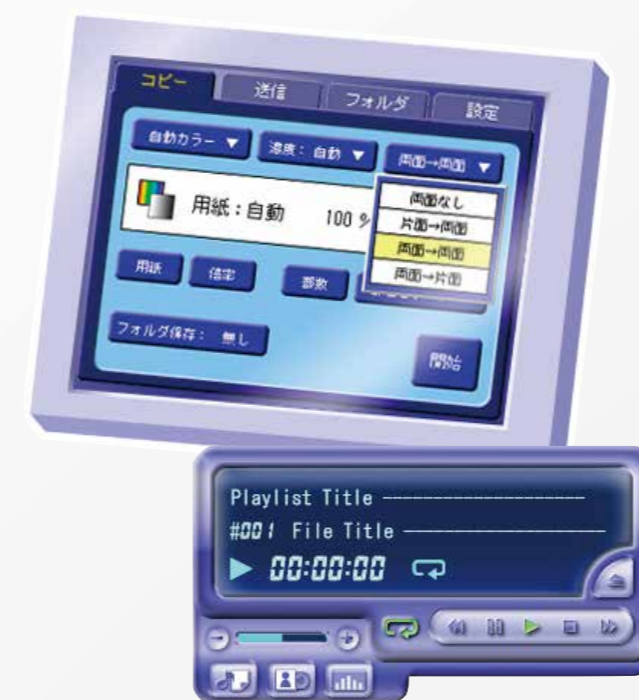 コピー 送信 フォルダ 設定
自動カラー ▼ 濃度: 自動 ▼ 両面→両面 ▼
両面なし
用紙:自動 100 %
片面→両面
両面→両面
両面→片面
用紙 倍率 部数
フォルダ保存: 無し
開始
Playlist Title
#001 File Title
00:00:00